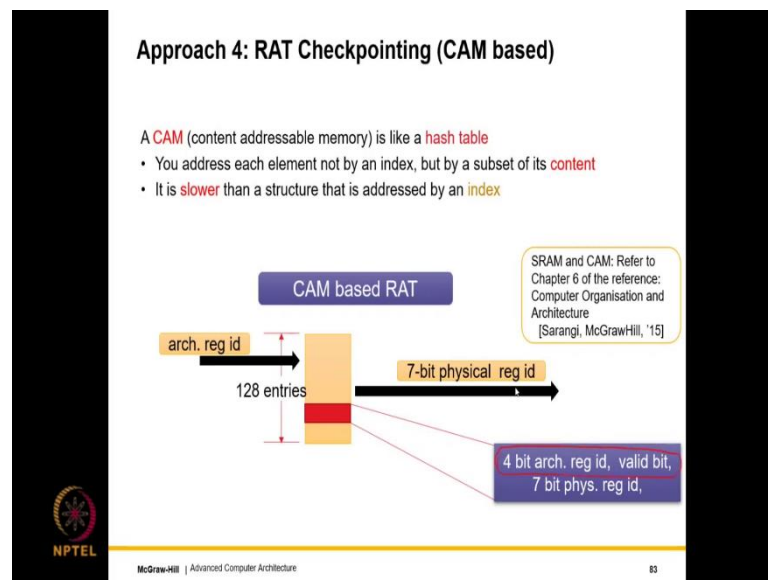 Approach 4: RAT Checkpointing (CAM based)
A CAM (content addressable memory) is like a hash table
• You address each element not by an index, but by a subset of its content
• It is slower than a structure that is addressed by an index
SRAM and CAM: Refer to
Chapter 6 of the reference:
Computer Organisation and
Architecture
[Sarangi, McGrawHill, '15]
CAM based RAT
arch. reg id
128 entries
7-bit physical reg id
4 bit arch. reg id, valid bit,
7 bit phys. reg id,
NPTEL
McGraw-Hill | Advanced Computer Architecture
83